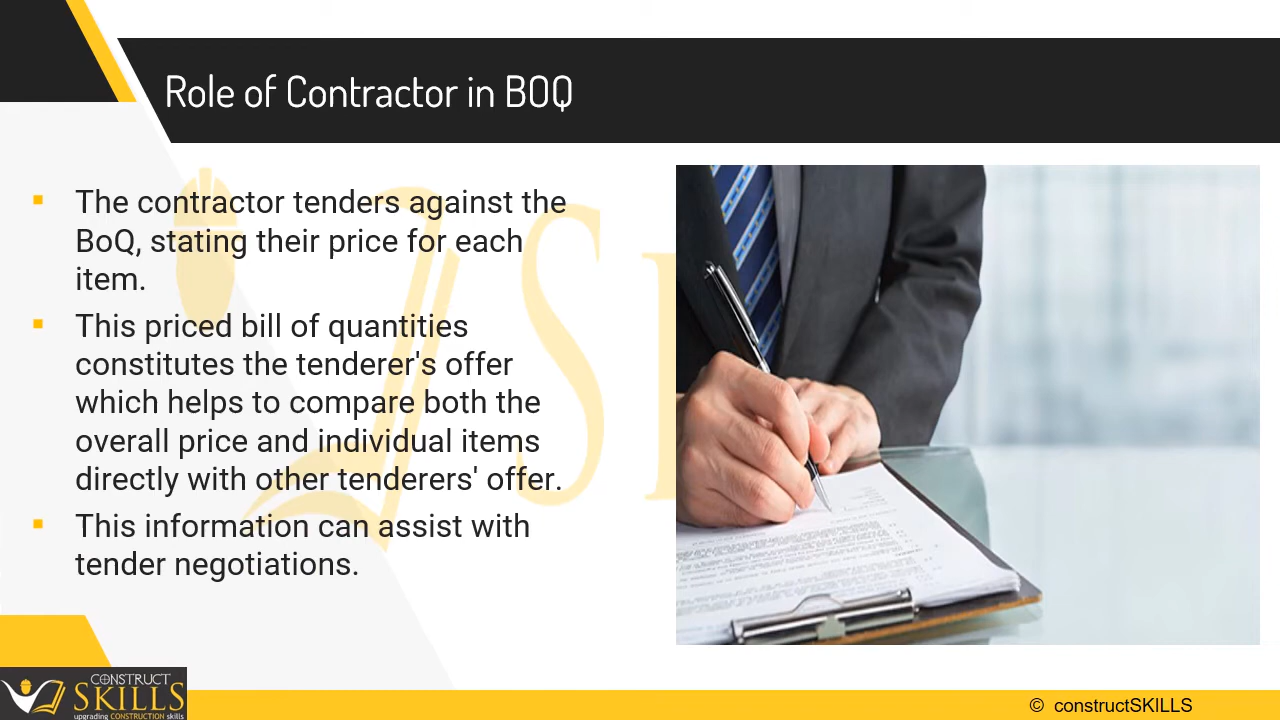 Role of Contractor in BOQ
The contractor tenders against the
BoQ, stating their price for each
item.
This priced bill of quantities
constitutes the tenderer's offer
which helps to compare both the
overall price and individual items
directly with other tenderers' offer.
This information can assist with
tender negotiations.
CONSTRUCT
SKILLS
upgrading CONSTRUCTION skills
© constructSKILLS